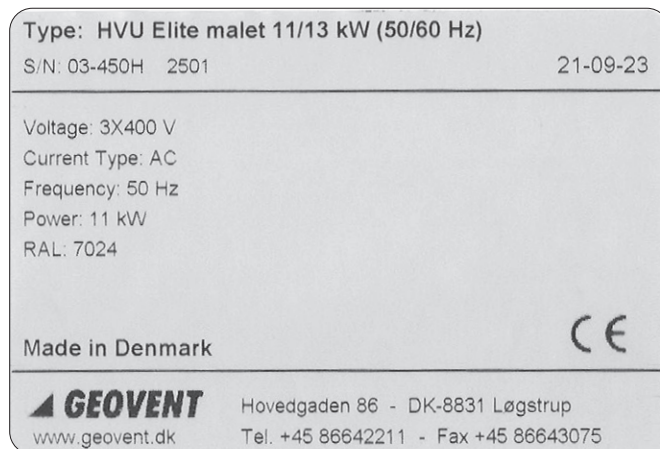 Type: HVU Elite malet 11/13 kW (50/60 Hz)
S/N: 03-450H 2501 21-09-23
Voltage: 3X400 V
Current Type: AC
Frequency: 50 Hz
Power: 11 kW
RAL: 7024
Made in Denmark
CE
GEOVENT
Hovedgaden 86 - DK-8831 Løgstrup
www.geovent.dk
Tel. +45 86642211 - Fax +45 86643075